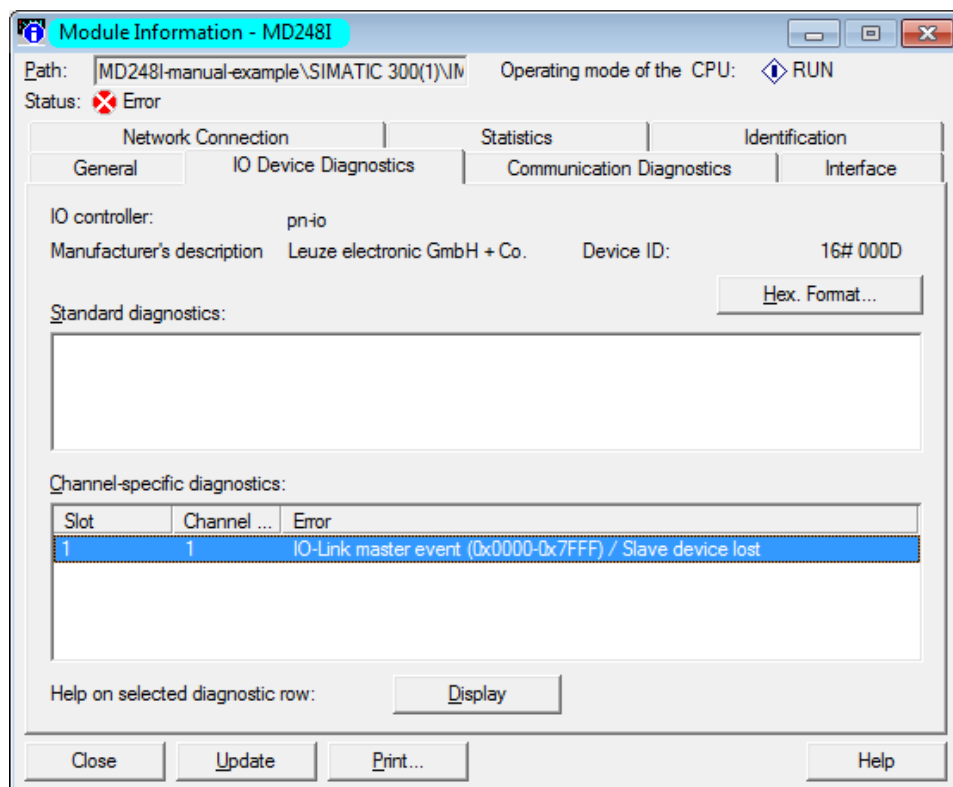 Module Information - MD248I
Path: MD248I-manual-example\SIMATIC 300(1)\IM Operating mode of the CPU: RUN
Status: Error
Network Connection Statistics Identification
General IO Device Diagnostics Communication Diagnostics Interface
IO controller: pn-io
Manufacturer's description Leuze electronic GmbH + Co. Device ID: 16# 000D
Hex. Format...
Standard diagnostics:
Channel-specific diagnostics:
Slot Channel ... Error
1 1 IO-Link master event (0x0000-0x7FFF) / Slave device lost
Help on selected diagnostic row: Display
Close Update Print... Help